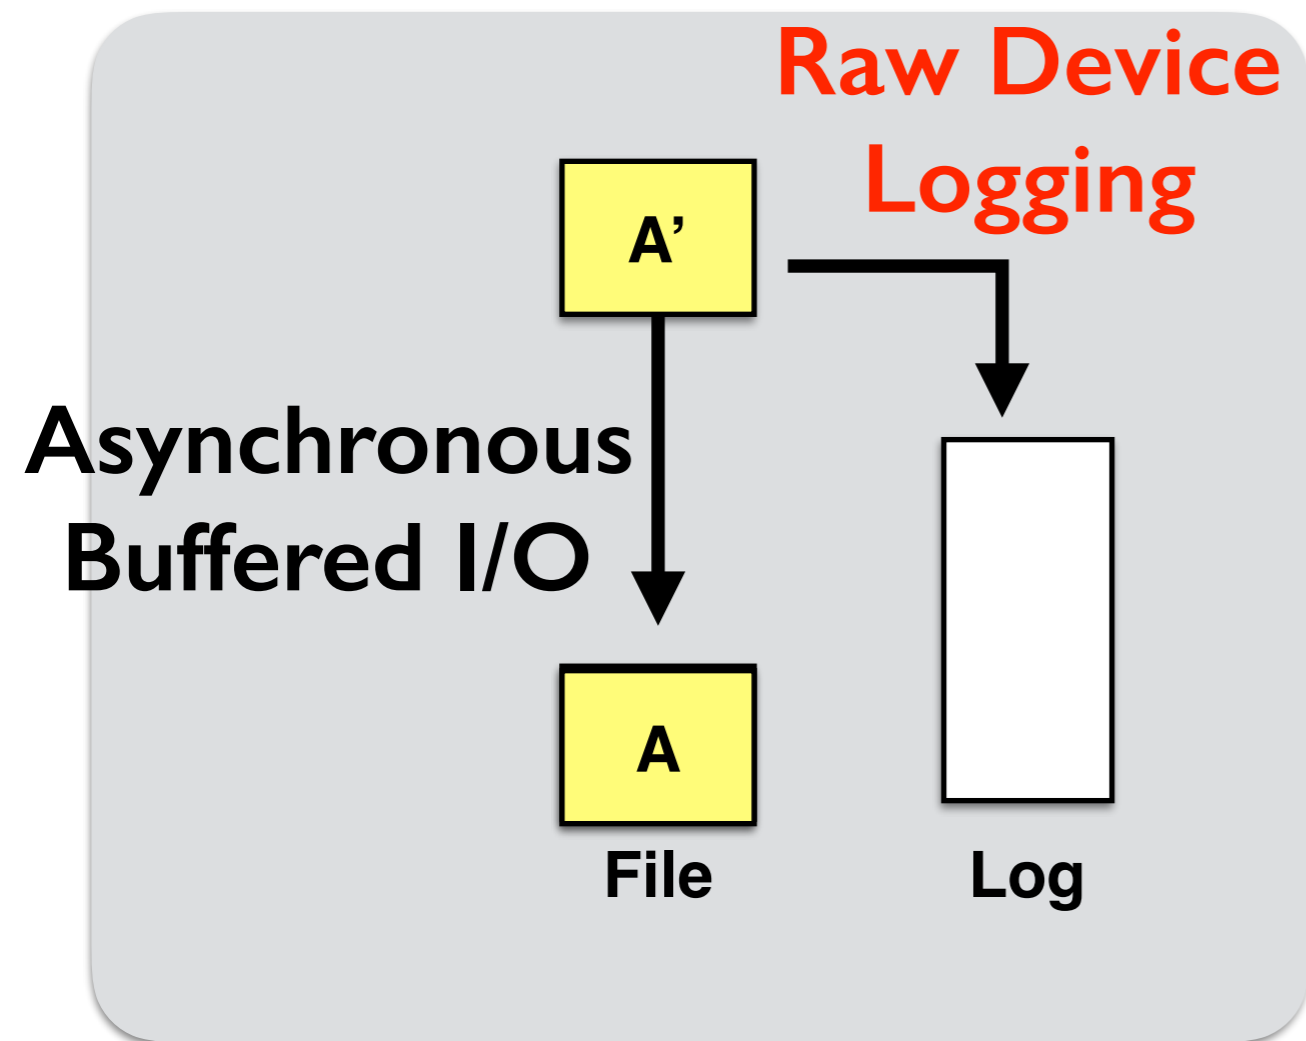 Raw Device
Logging
A’
Asynchronous
Buffered I/O
A
File
Log